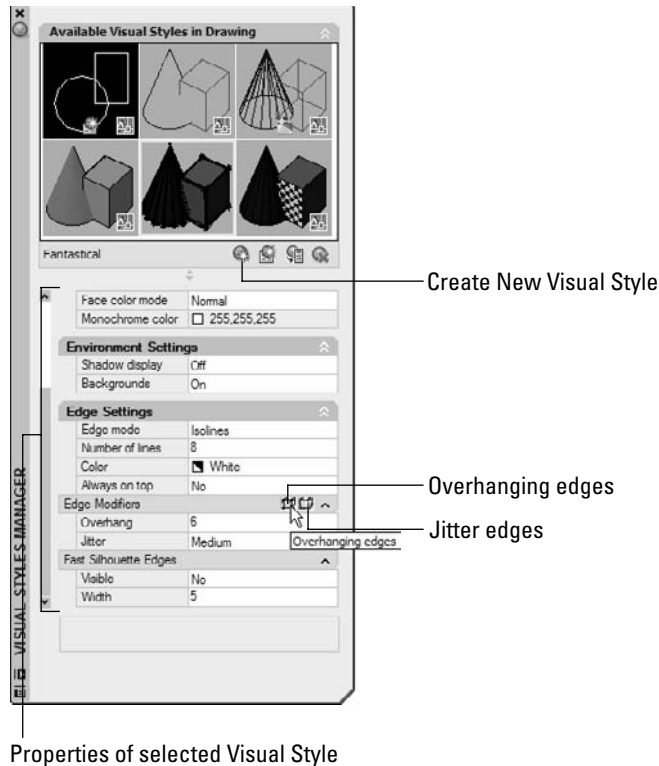 Available Visual Styles in Drawing
Fantastical
Create New Visual Style
Face color mode Normal
Monochrome color 255,255,255
Environment Settings
Shadow display Off
Backgrounds On
Edge Settings
Edge mode Isolines
Number of lines 8
Color White
Always on top No
Overhanging edges
Edge Modifiers
Overhang 6
Jitter edges
Jitter Medium
Overhanging edges
Fast Silhouette Edges
Visible No
Width 5
VISUAL STYLES MANAGER
Properties of selected Visual Style